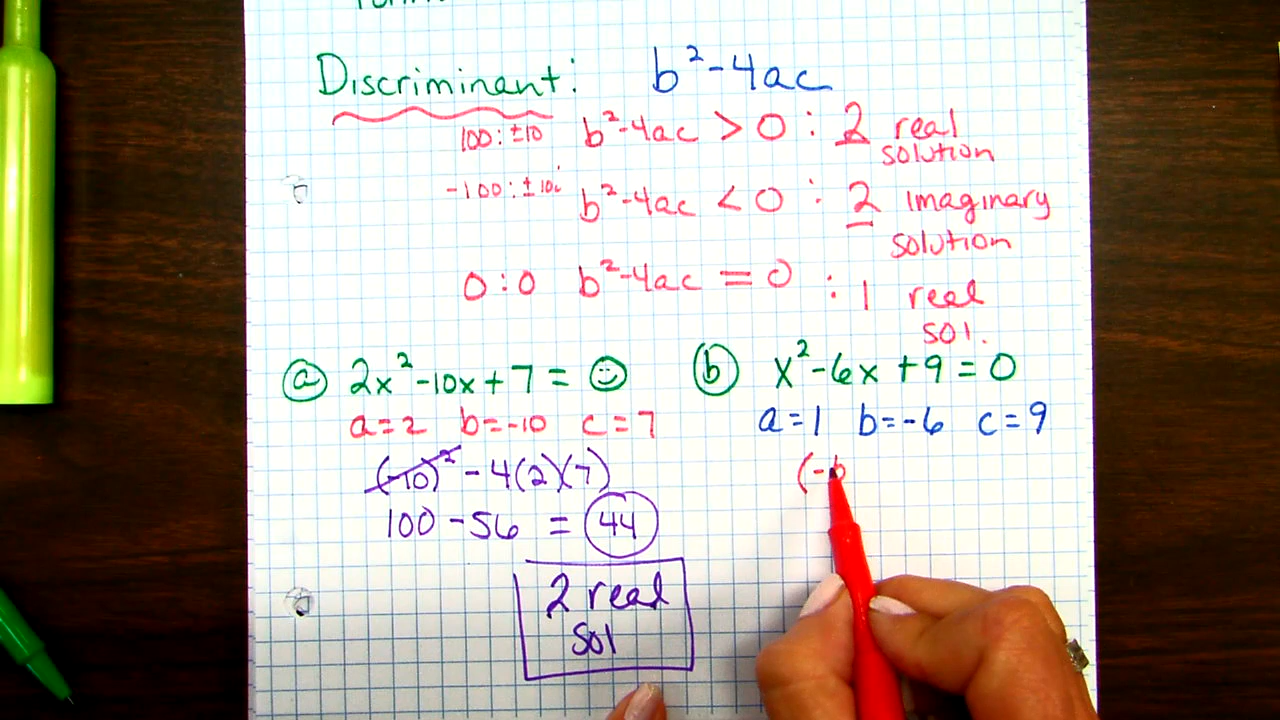 Discriminant: b²-4ac
100: ±10 b²-4ac > 0 : 2 real solution
-100: ±10i b²-4ac < 0 : 2 imaginary solution
0:0 b²-4ac = 0 : 1 real sol.
ⓐ 2x²-10x+7=☺
a=2 b=-10 c=7
(-10)² - 4(2)(7)
100 - 56 = 44
2 real
sol
ⓑ x²-6x+9=0
a=1 b=-6 c=9
(-6